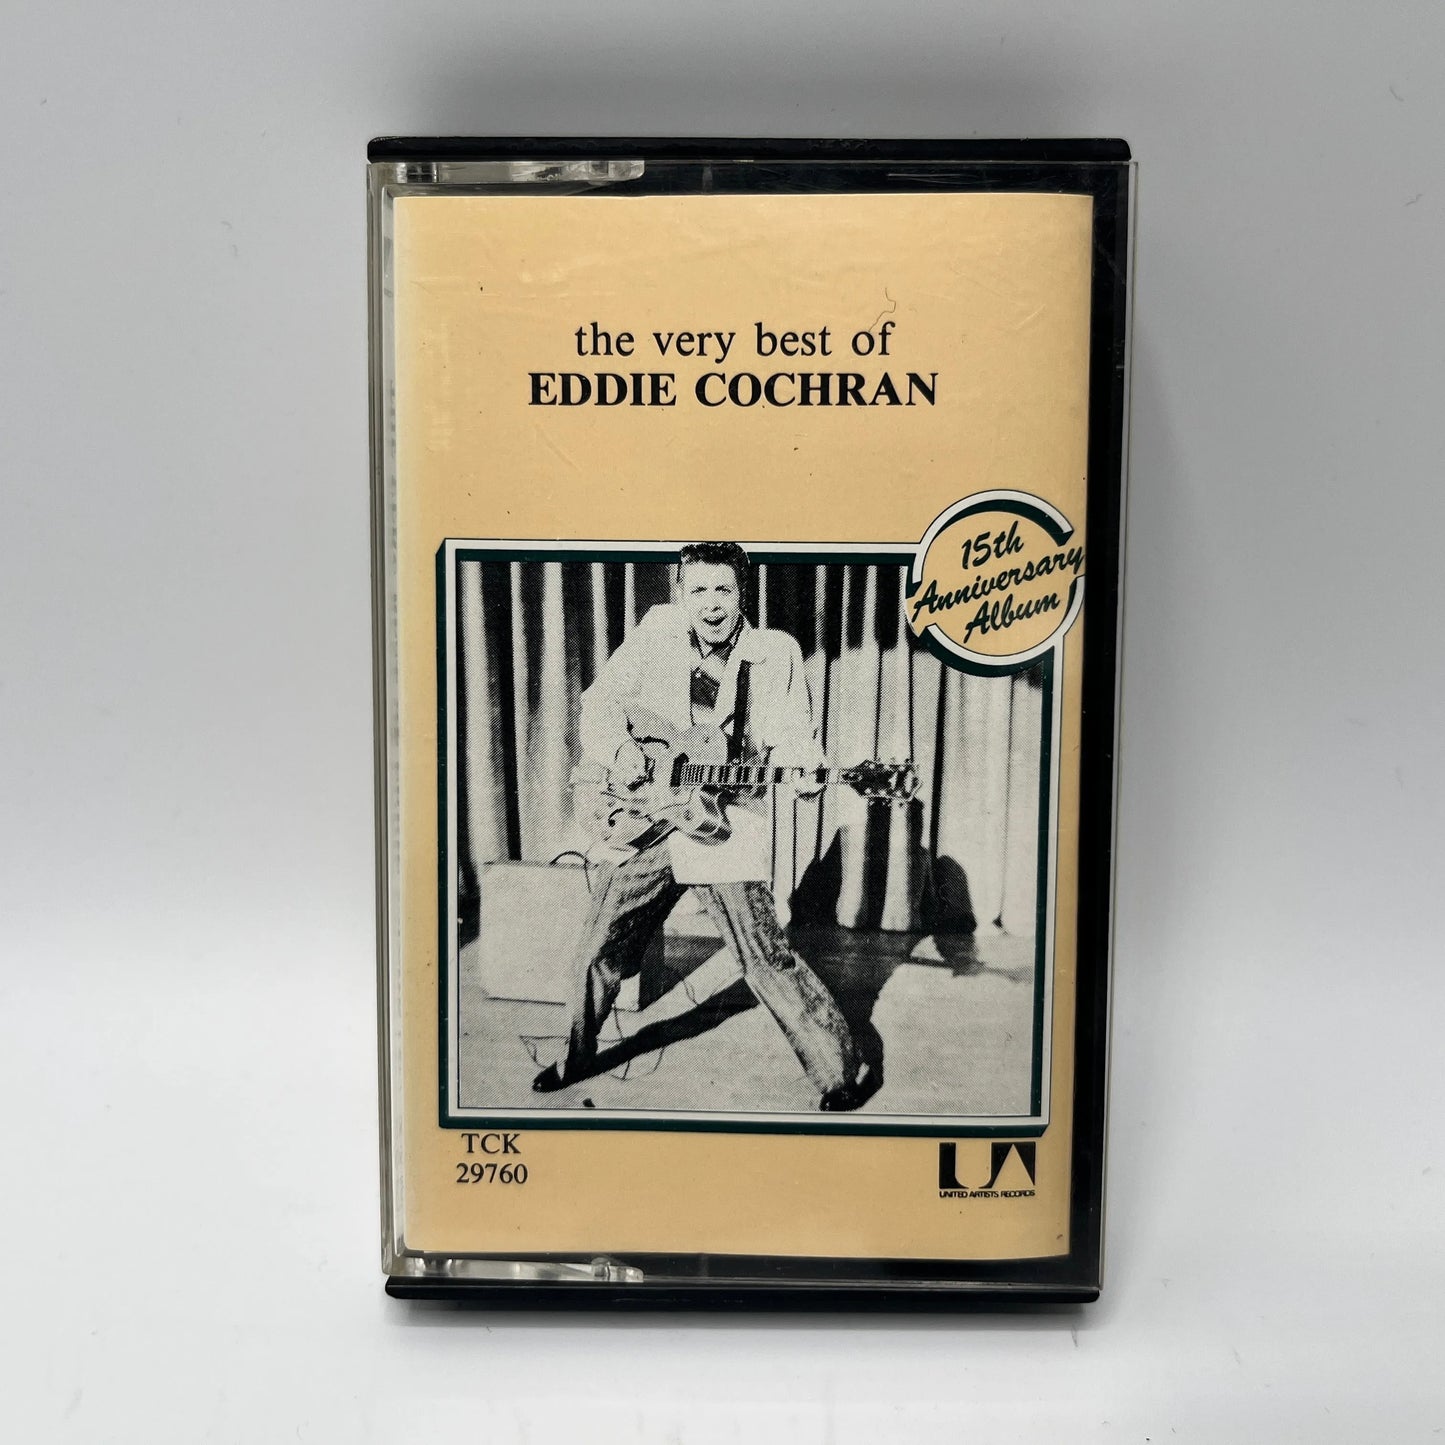 the very best of
EDDIE COCHRAN
15th
Anniversary
Album
TCK
29760
UA
UNITED ARTISTS RECORDS